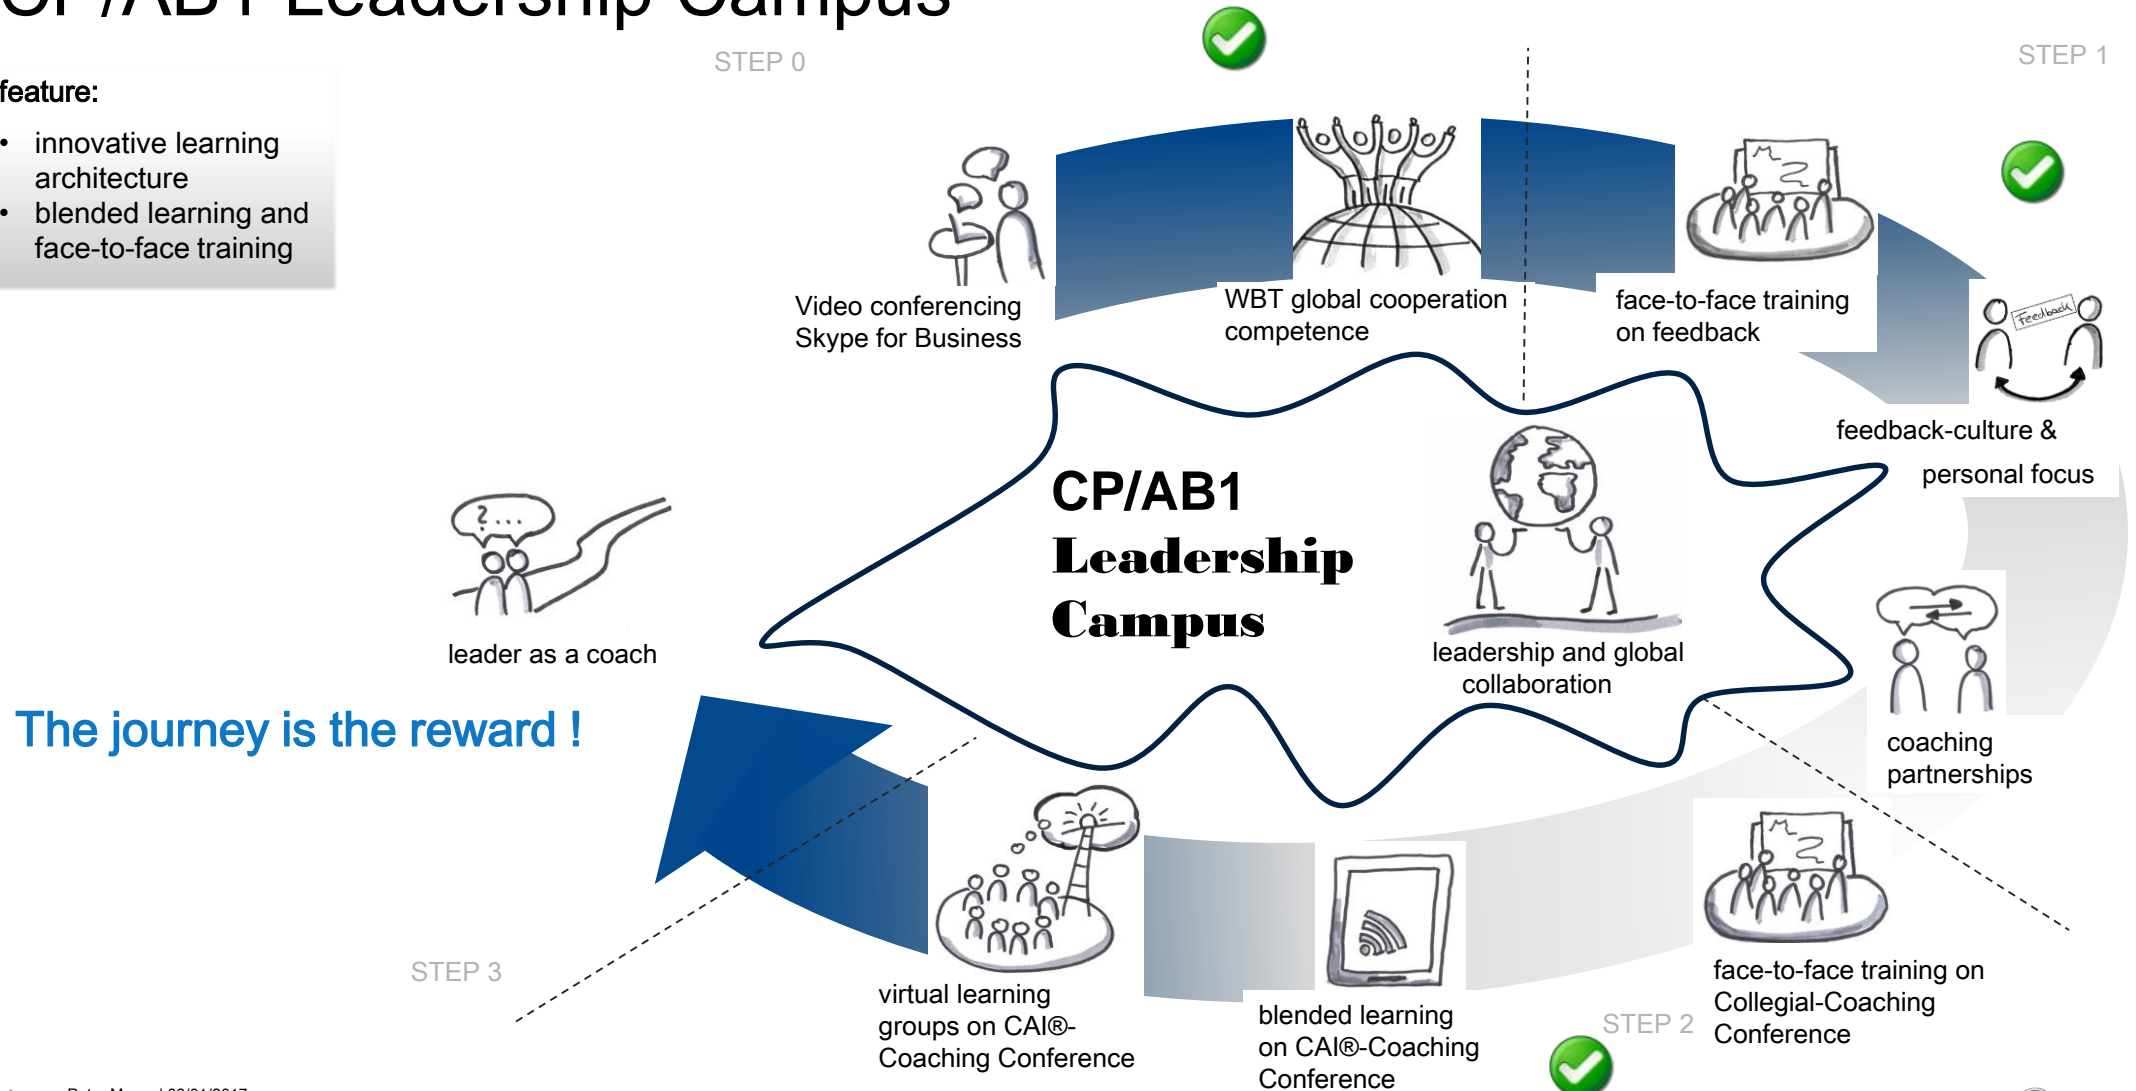 CP/AB1 Leadership Campus
STEP 0
STEP 1
feature:
• innovative learning
architecture
• blended learning and
face-to-face training
Video conferencing
Skype for Business
WBT global cooperation
competence
face-to-face training
on feedback
Feedback
feedback-culture &
personal focus
CP/AB1
Leadership
Campus
leadership and global
collaboration
? ...
leader as a coach
The journey is the reward !
coaching
partnerships
STEP 3
virtual learning
groups on CAI®-
Coaching Conference
blended learning
on CAI®-Coaching
Conference
STEP 2
face-to-face training on
Collegial-Coaching
Conference